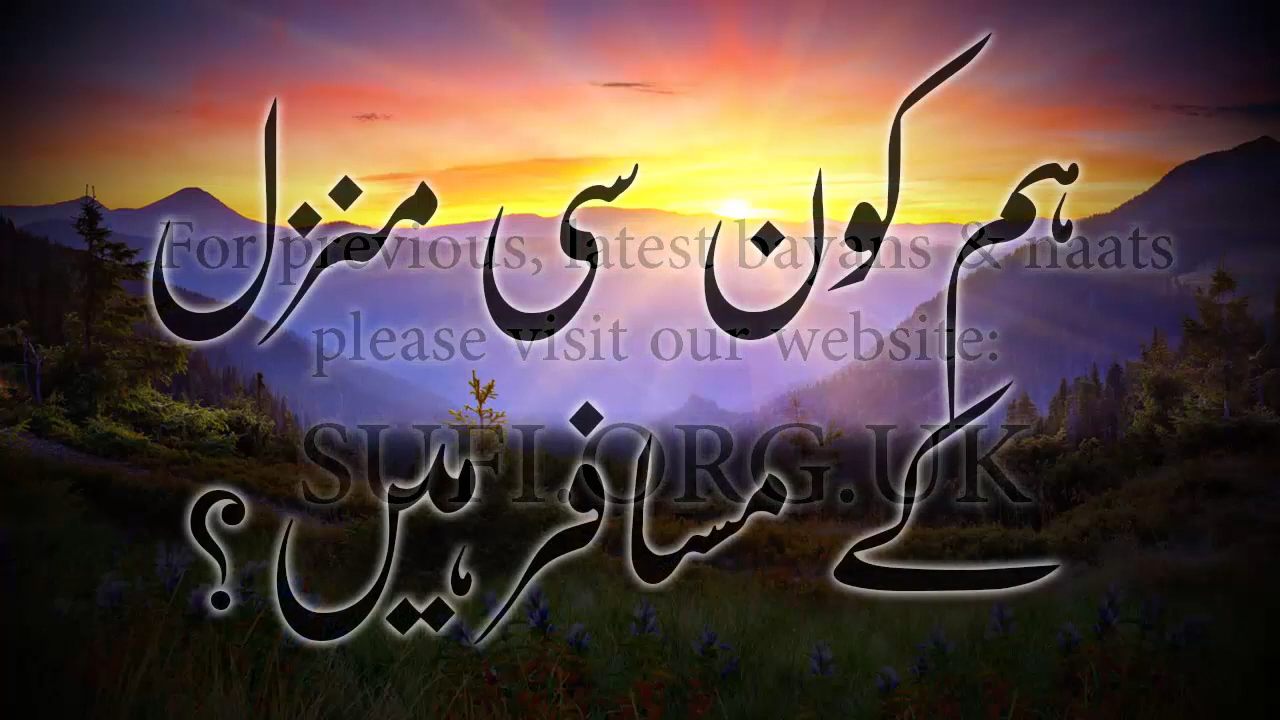 ہم کون سی منزل
For previous, latest bayans & naats
please visit our website:
کے مسافر ہیں؟
SUFI.ORG.UK